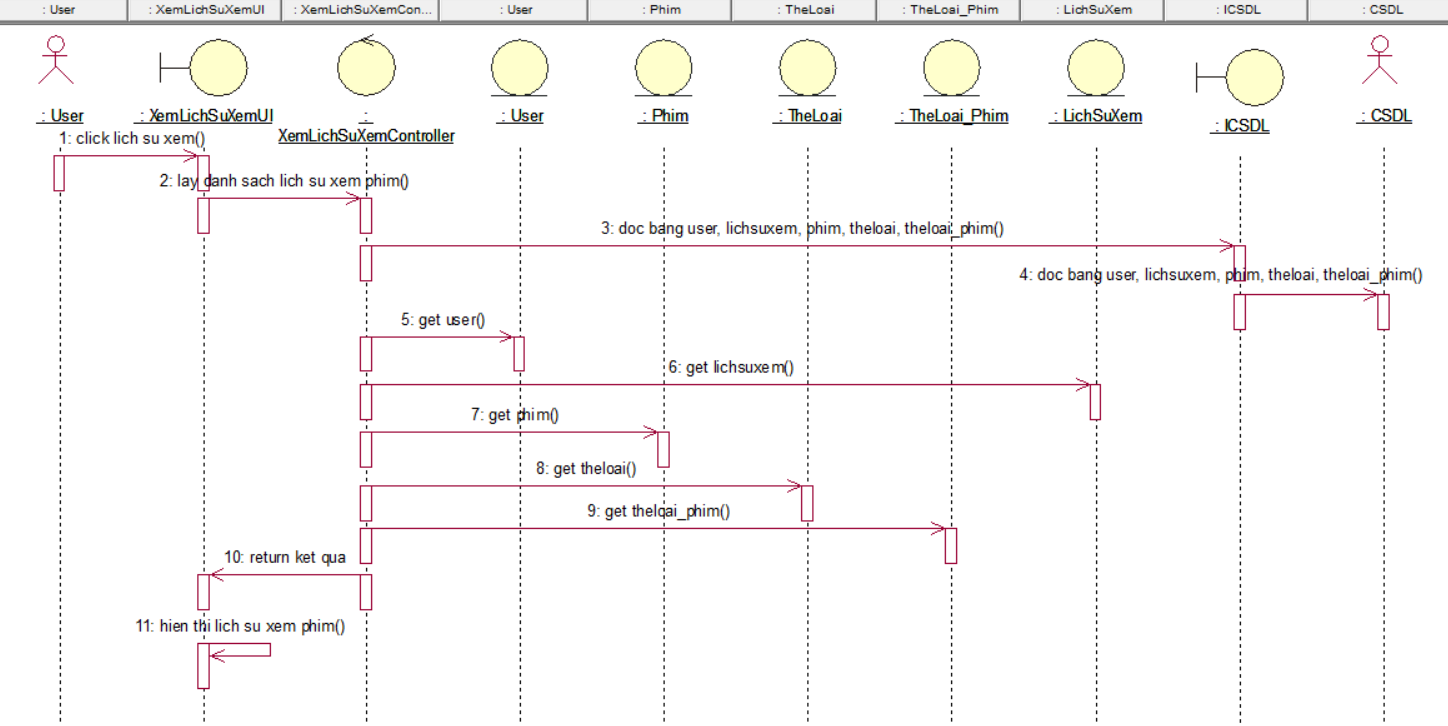 : User : XemLichSuXemUI : XemLichSuXemCon... : User : Phim : TheLoai : TheLoai_Phim : LichSuXem : ICSDL : CSDL
: User : XemLichSuXemUI : : User : Phim : TheLoai : TheLoai_Phim : LichSuXem : ICSDL : CSDL
XemLichSuXemController
1: click lich su xem()
2: lay danh sach lich su xem phim()
3: doc bang user, lichsuxem, phim, theloai, theloai_phim()
4: doc bang user, lichsuxem, phim, theloai, theloai_phim()
5: get user()
6: get lichsuxem()
7: get phim()
8: get theloai()
9: get theloai_phim()
10: return ket qua
11: hien thi lich su xem phim()